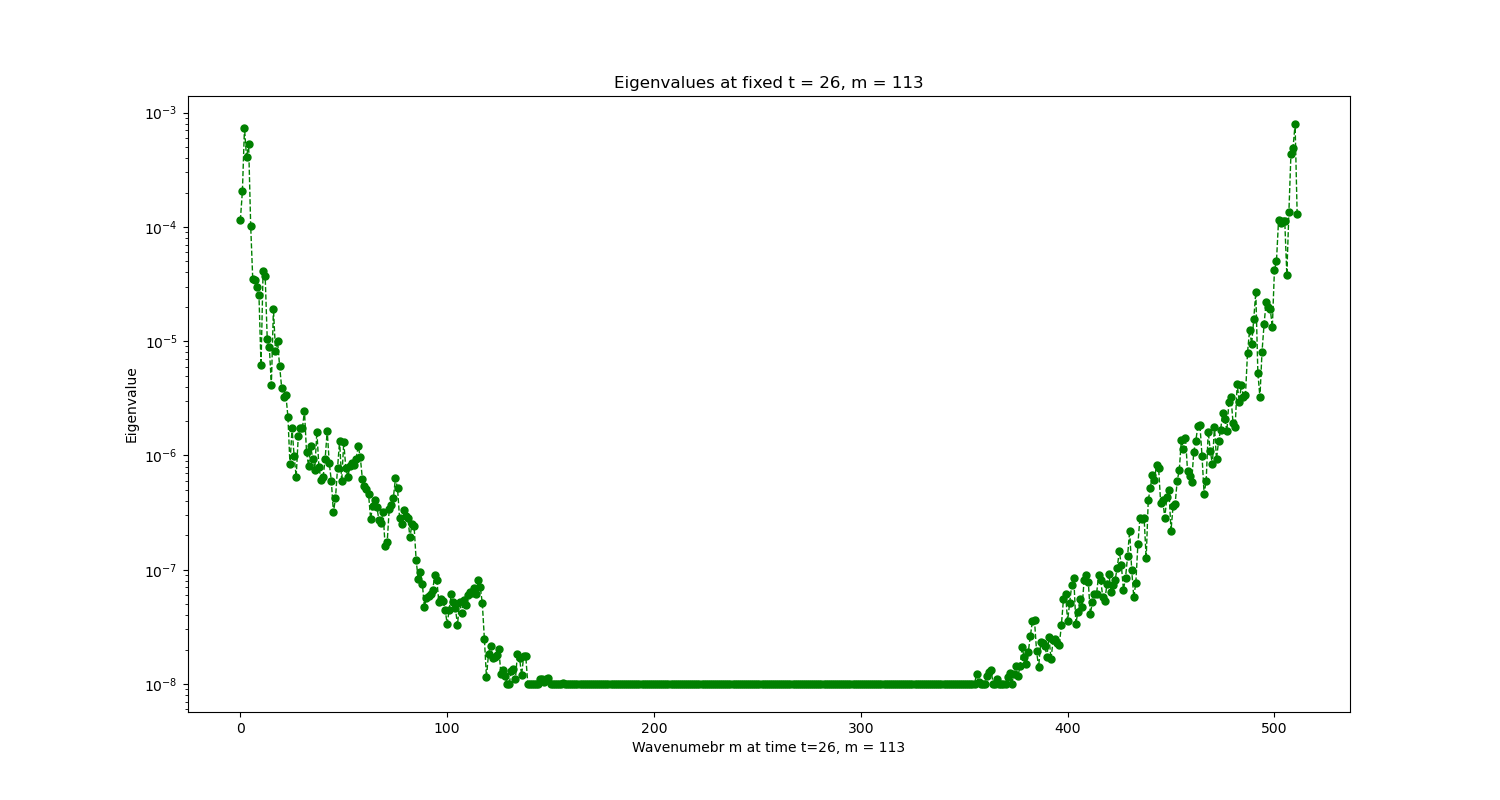 Eigenvalues at fixed t = 26, m = 113
10⁻³
10⁻⁴
10⁻⁵
10⁻⁶
10⁻⁷
10⁻⁸
Eigenvalue
0 100 200 300 400 500
Wavenumebr m at time t=26, m = 113